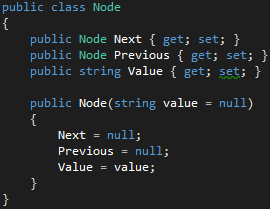 public class Node
{
    public Node Next { get; set; }
    public Node Previous { get; set; }
    public string Value { get; set; }

    public Node(string value = null)
    {
        Next = null;
        Previous = null;
        Value = value;
    }
}